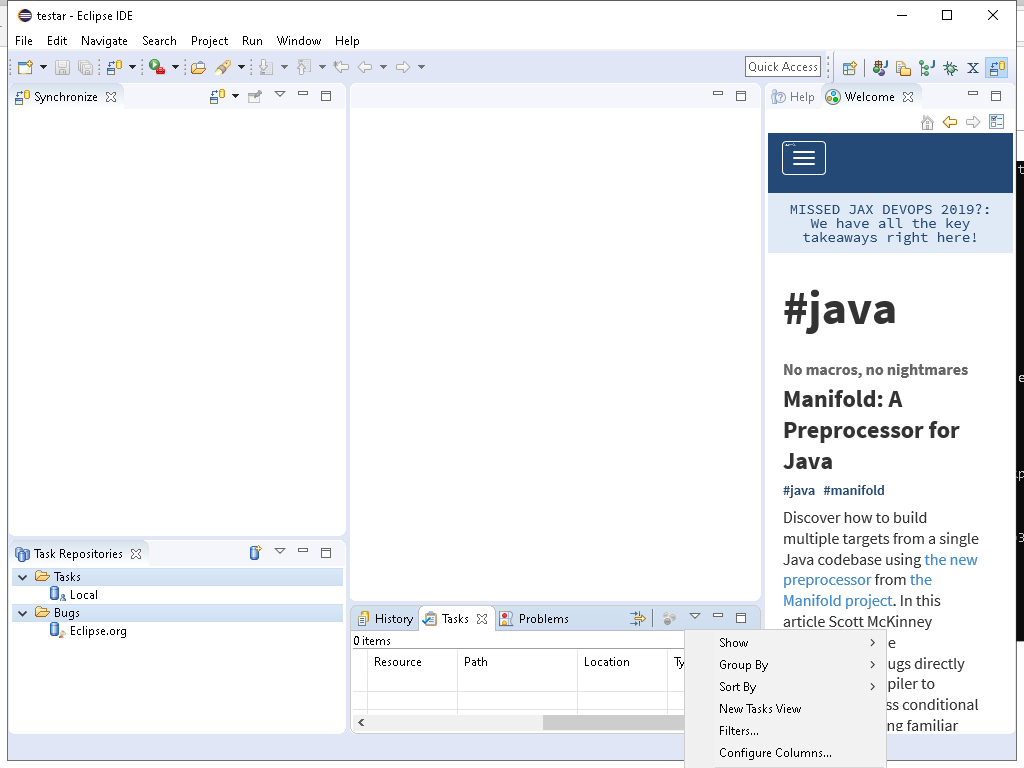 testar - Eclipse IDE
File Edit Navigate Search Project Run Window Help
Quick Access
Synchronize
Help
Welcome
MISSED JAX DEVOPS 2019?:
We have all the key
takeaways right here!
#java
No macros, no nightmares
Manifold: A
Preprocessor for
Java
#java #manifold
Discover how to build
multiple targets from a single
Java codebase using the new
preprocessor from the
Manifold project. In this
article Scott McKinney
e
ugs directly
piler to
ss conditional
ng familiar
Task Repositories
Tasks
Local
Bugs
Eclipse.org
History
Tasks
Problems
0 items
Resource Path Location Ty
Show
Group By
Sort By
New Tasks View
Filters...
Configure Columns...